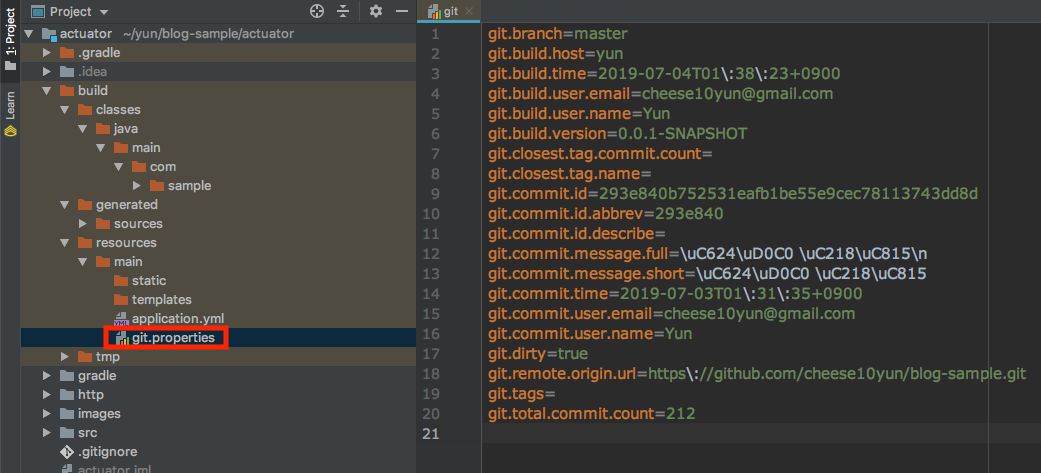 1: Project
Learn
Project
actuator ~/yun/blog-sample/actuator
.gradle
.idea
build
classes
java
main
com
sample
generated
sources
resources
main
static
templates
YML application.yml
git.properties
tmp
gradle
http
images
src
.gitignore
actuator.iml
git
1 git.branch=master
2 git.build.host=yun
3 git.build.time=2019-07-04T01\:38\:23+0900
4 git.build.user.email=cheese10yun@gmail.com
5 git.build.user.name=Yun
6 git.build.version=0.0.1-SNAPSHOT
7 git.closest.tag.commit.count=
8 git.closest.tag.name=
9 git.commit.id=293e840b752531eafb1be55e9cec78113743dd8d
10 git.commit.id.abbrev=293e840
11 git.commit.id.describe=
12 git.commit.message.full=\uC624\uD0C0 \uC218\uC815\n
13 git.commit.message.short=\uC624\uD0C0 \uC218\uC815
14 git.commit.time=2019-07-03T01\:31\:35+0900
15 git.commit.user.email=cheese10yun@gmail.com
16 git.commit.user.name=Yun
17 git.dirty=true
18 git.remote.origin.url=https\://github.com/cheese10yun/blog-sample.git
19 git.tags=
20 git.total.commit.count=212
21